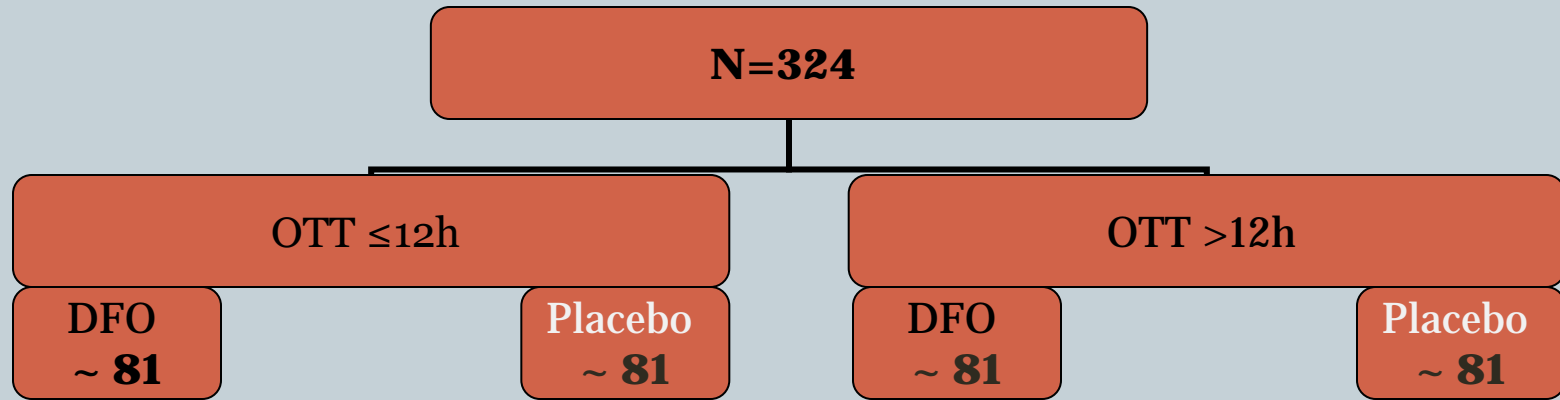 N=324
OTT ≤12h
OTT >12h
DFO
~ 81
Placebo
~ 81
DFO
~ 81
Placebo
~ 81